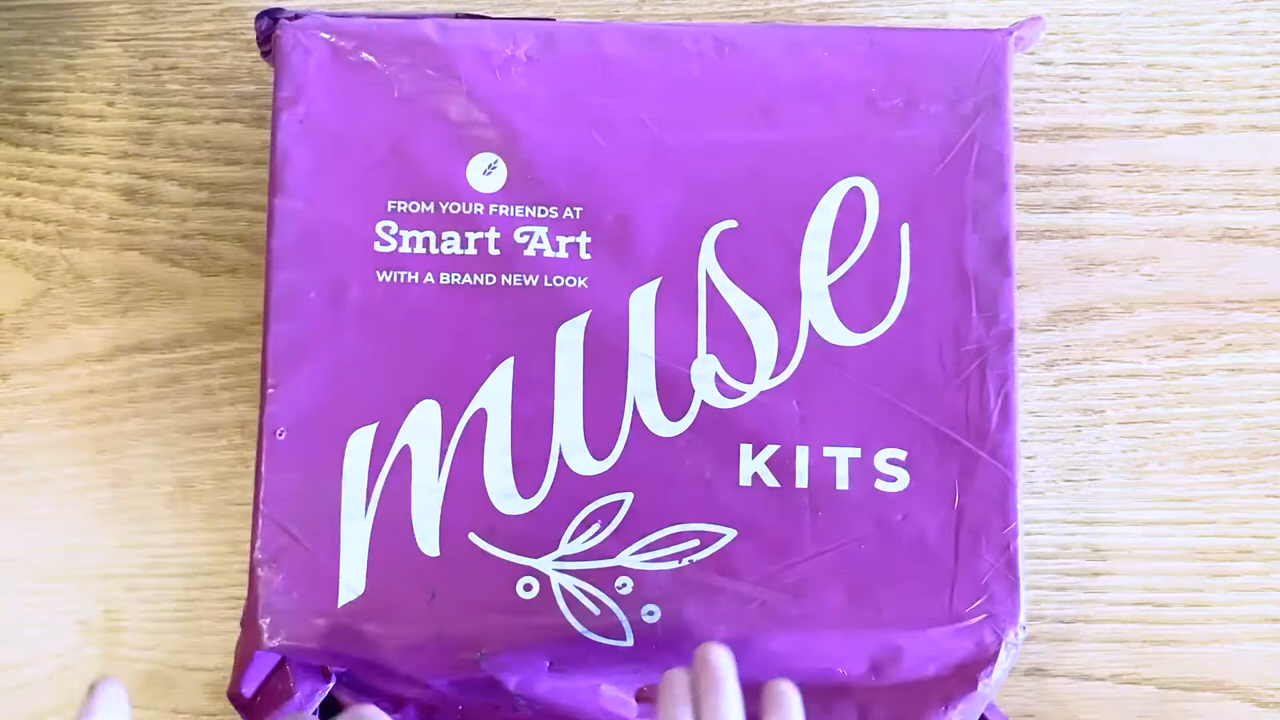 FROM YOUR FRIENDS AT
Smart Art
WITH A BRAND NEW LOOK
muse
KITS